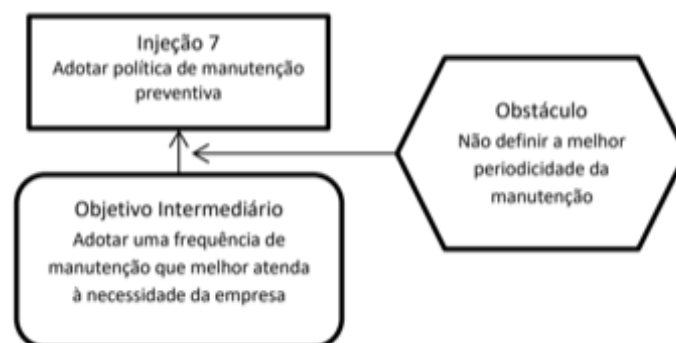 Injeção 7
Adotar política de manutenção
preventiva
Obstáculo
Não definir a melhor
periodicidade da
manutenção
Objetivo Intermediário
Adotar uma frequência de
manutenção que melhor atenda
à necessidade da empresa